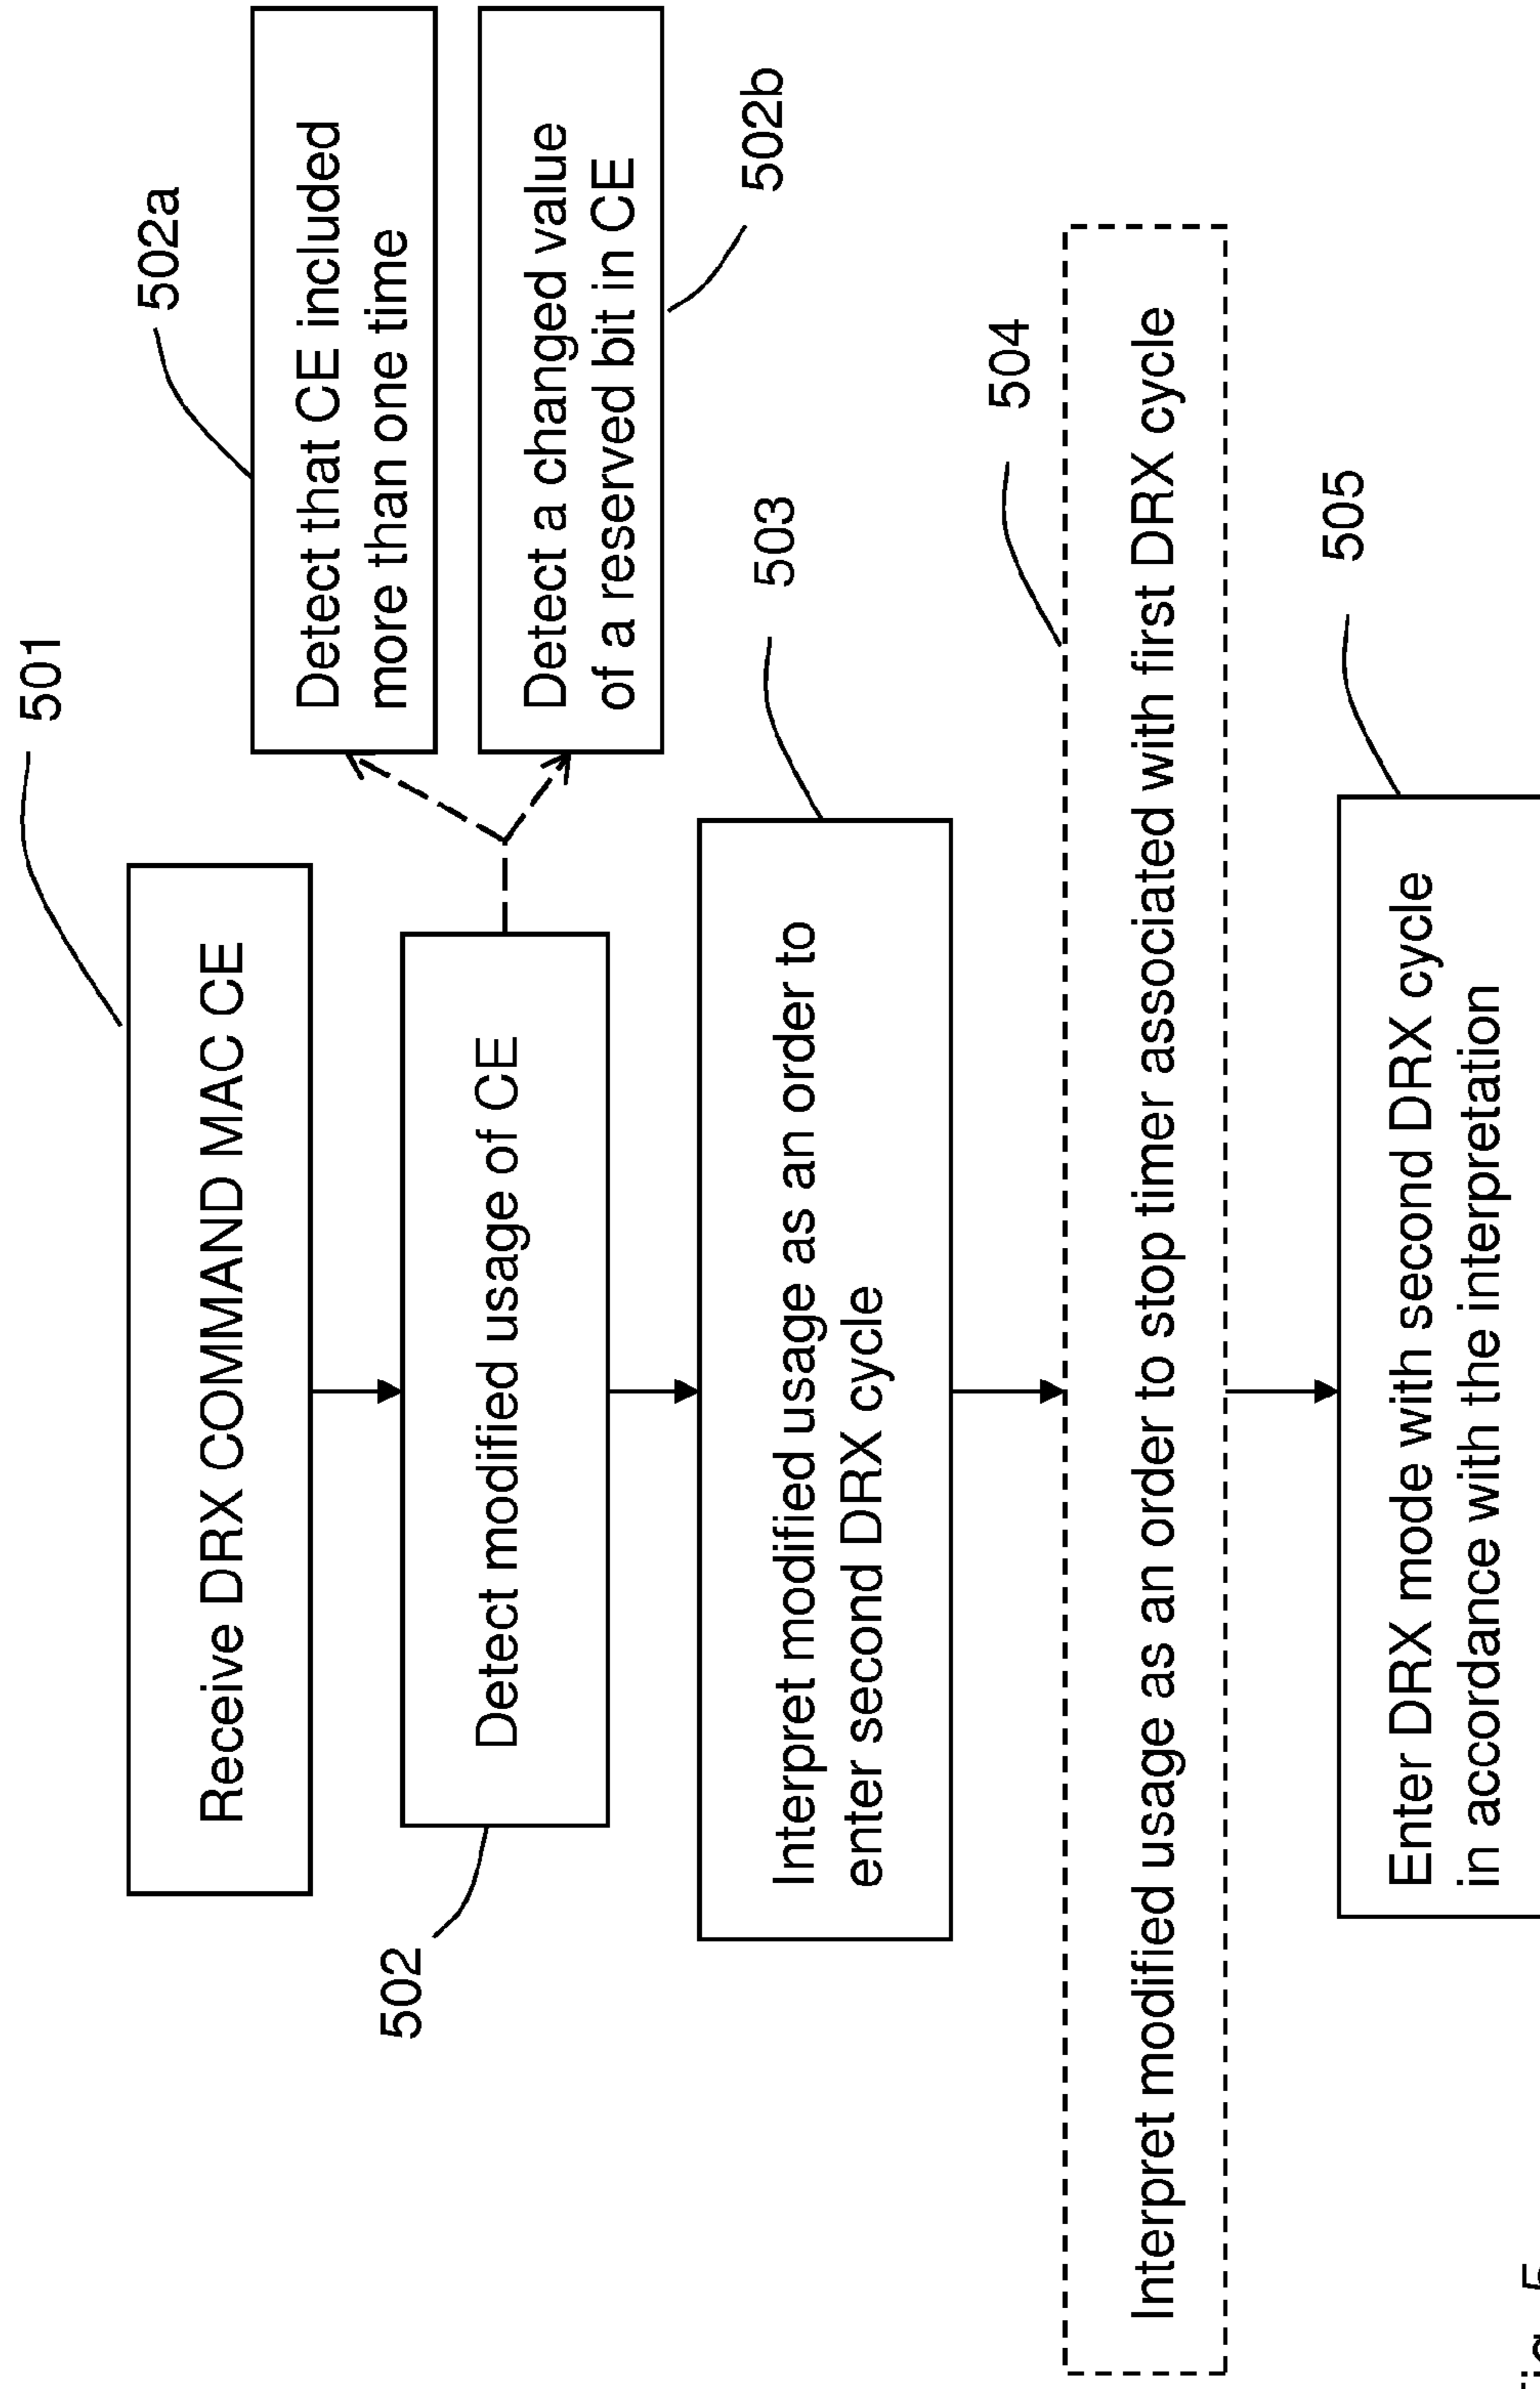 501
Receive DRX COMMAND MAC CE
502a
Detect that CE included
more than one time
502
Detect modified usage of CE
Detect a changed value
of a reserved bit in CE
502b
503
Interpret modified usage as an order to
enter second DRX cycle
504
Interpret modified usage as an order to stop timer associated with first DRX cycle
505
Enter DRX mode with second DRX cycle
in accordance with the interpretation